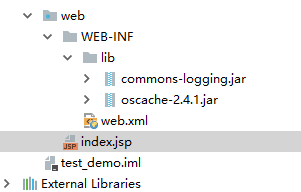 web
WEB-INF
lib
commons-logging.jar
oscache-2.4.1.jar
web.xml
JSP
index.jsp
test_demo.iml
External Libraries